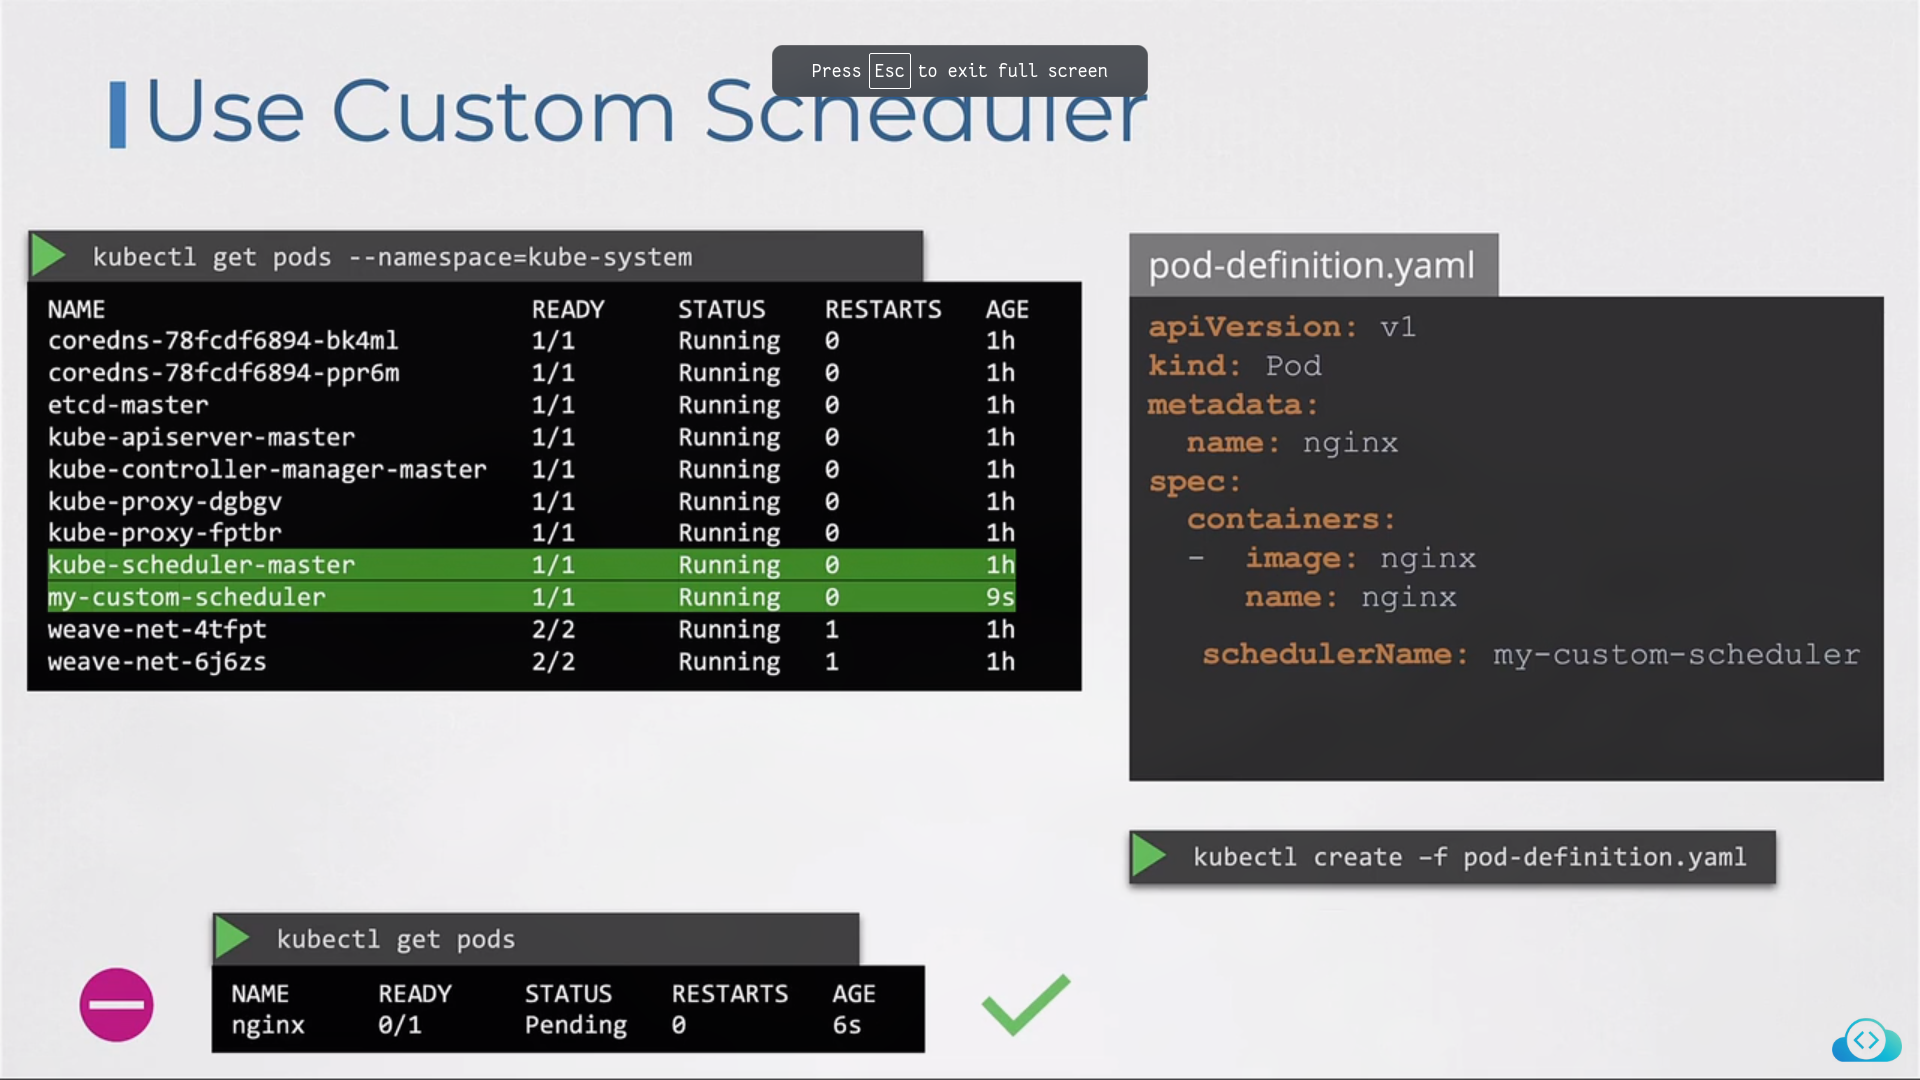 Press Esc to exit full screen
Use Custom Scheduler
kubectl get pods --namespace=kube-system
NAME READY STATUS RESTARTS AGE
coredns-78fcdf6894-bk4ml 1/1 Running 0 1h
coredns-78fcdf6894-ppr6m 1/1 Running 0 1h
etcd-master 1/1 Running 0 1h
kube-apiserver-master 1/1 Running 0 1h
kube-controller-manager-master 1/1 Running 0 1h
kube-proxy-dgbgv 1/1 Running 0 1h
kube-proxy-fptbr 1/1 Running 0 1h
kube-scheduler-master 1/1 Running 0 1h
my-custom-scheduler 1/1 Running 0 9s
weave-net-4tfpt 2/2 Running 1 1h
weave-net-6j6zs 2/2 Running 1 1h
pod-definition.yaml
apiVersion: v1
kind: Pod
metadata:
  name: nginx
spec:
  containers:
  - image: nginx
    name: nginx
  schedulerName: my-custom-scheduler
kubectl create –f pod-definition.yaml
kubectl get pods
NAME READY STATUS RESTARTS AGE
nginx 0/1 Pending 0 6s